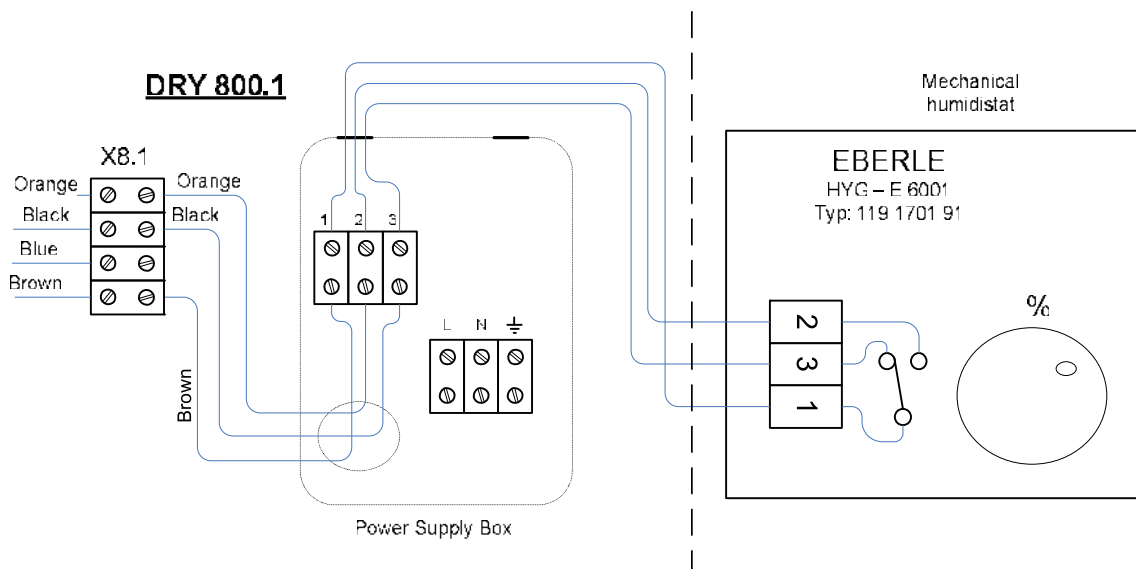 DRY 800.1
Mechanical
humidistat
X8.1
EBERLE
HYG – E 6001
Typ: 119 1701 91
Orange
Orange
Black
Black
Blue
Brown
1 2 3
L N
%
2
3
1
Brown
Power Supply Box